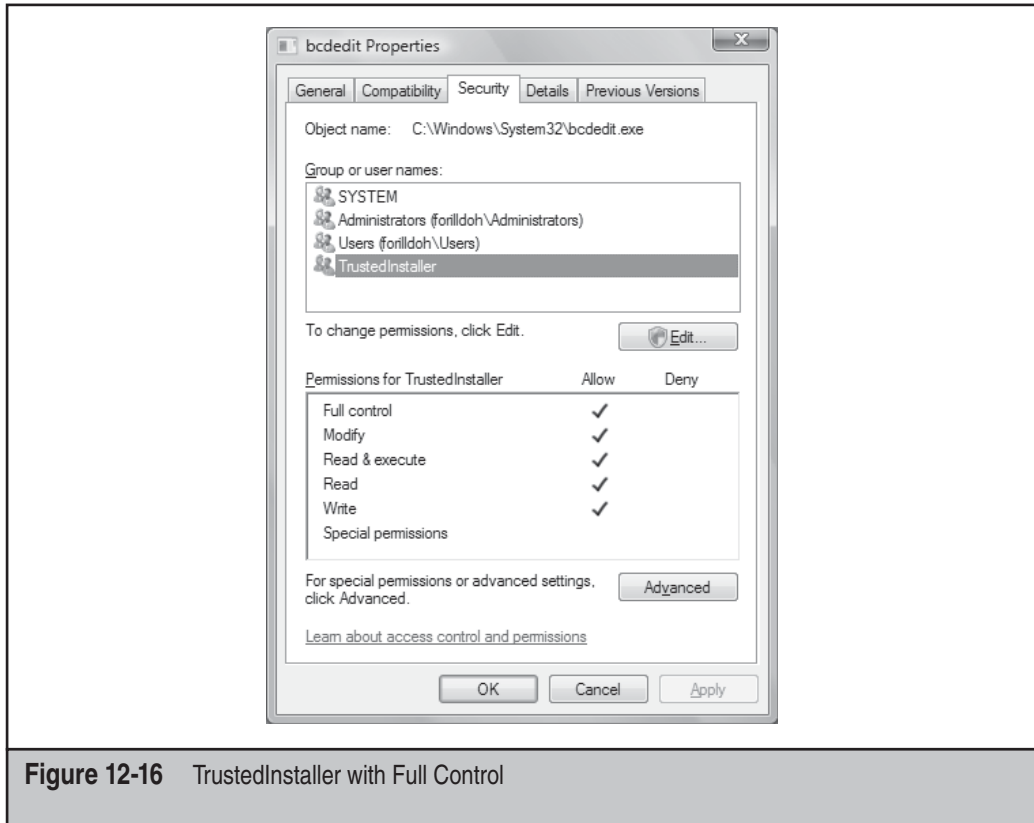 bcdedit Properties
General Compatibility Security Details Previous Versions
Object name: C:\Windows\System32\bcdedit.exe
Group or user names:
SYSTEM
Administrators (forilldoh\Administrators)
Users (forilldoh\Users)
TrustedInstaller
To change permissions, click Edit.
Edit...
Permissions for TrustedInstaller Allow Deny
Full control ✓
Modify ✓
Read & execute ✓
Read ✓
Write ✓
Special permissions
For special permissions or advanced settings,
click Advanced.
Advanced
Learn about access control and permissions
OK Cancel Apply
Figure 12-16 TrustedInstaller with Full Control